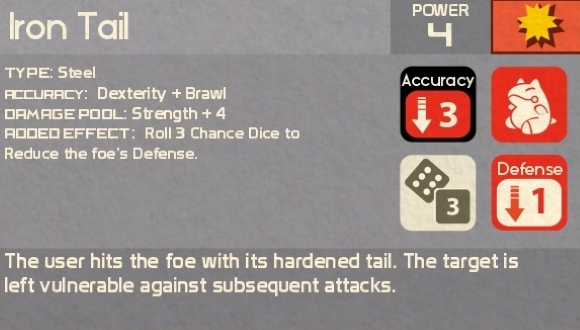 Iron Tail
POWER
4
TYPE: Steel
ACCURACY: Dexterity + Brawl
DAMAGE POOL: Strength + 4
ADDED EFFECT: Roll 3 Chance Dice to
Reduce the foe's Defense.
Accuracy
3
3
Defense
1
The user hits the foe with its hardened tail. The target is
left vulnerable against subsequent attacks.